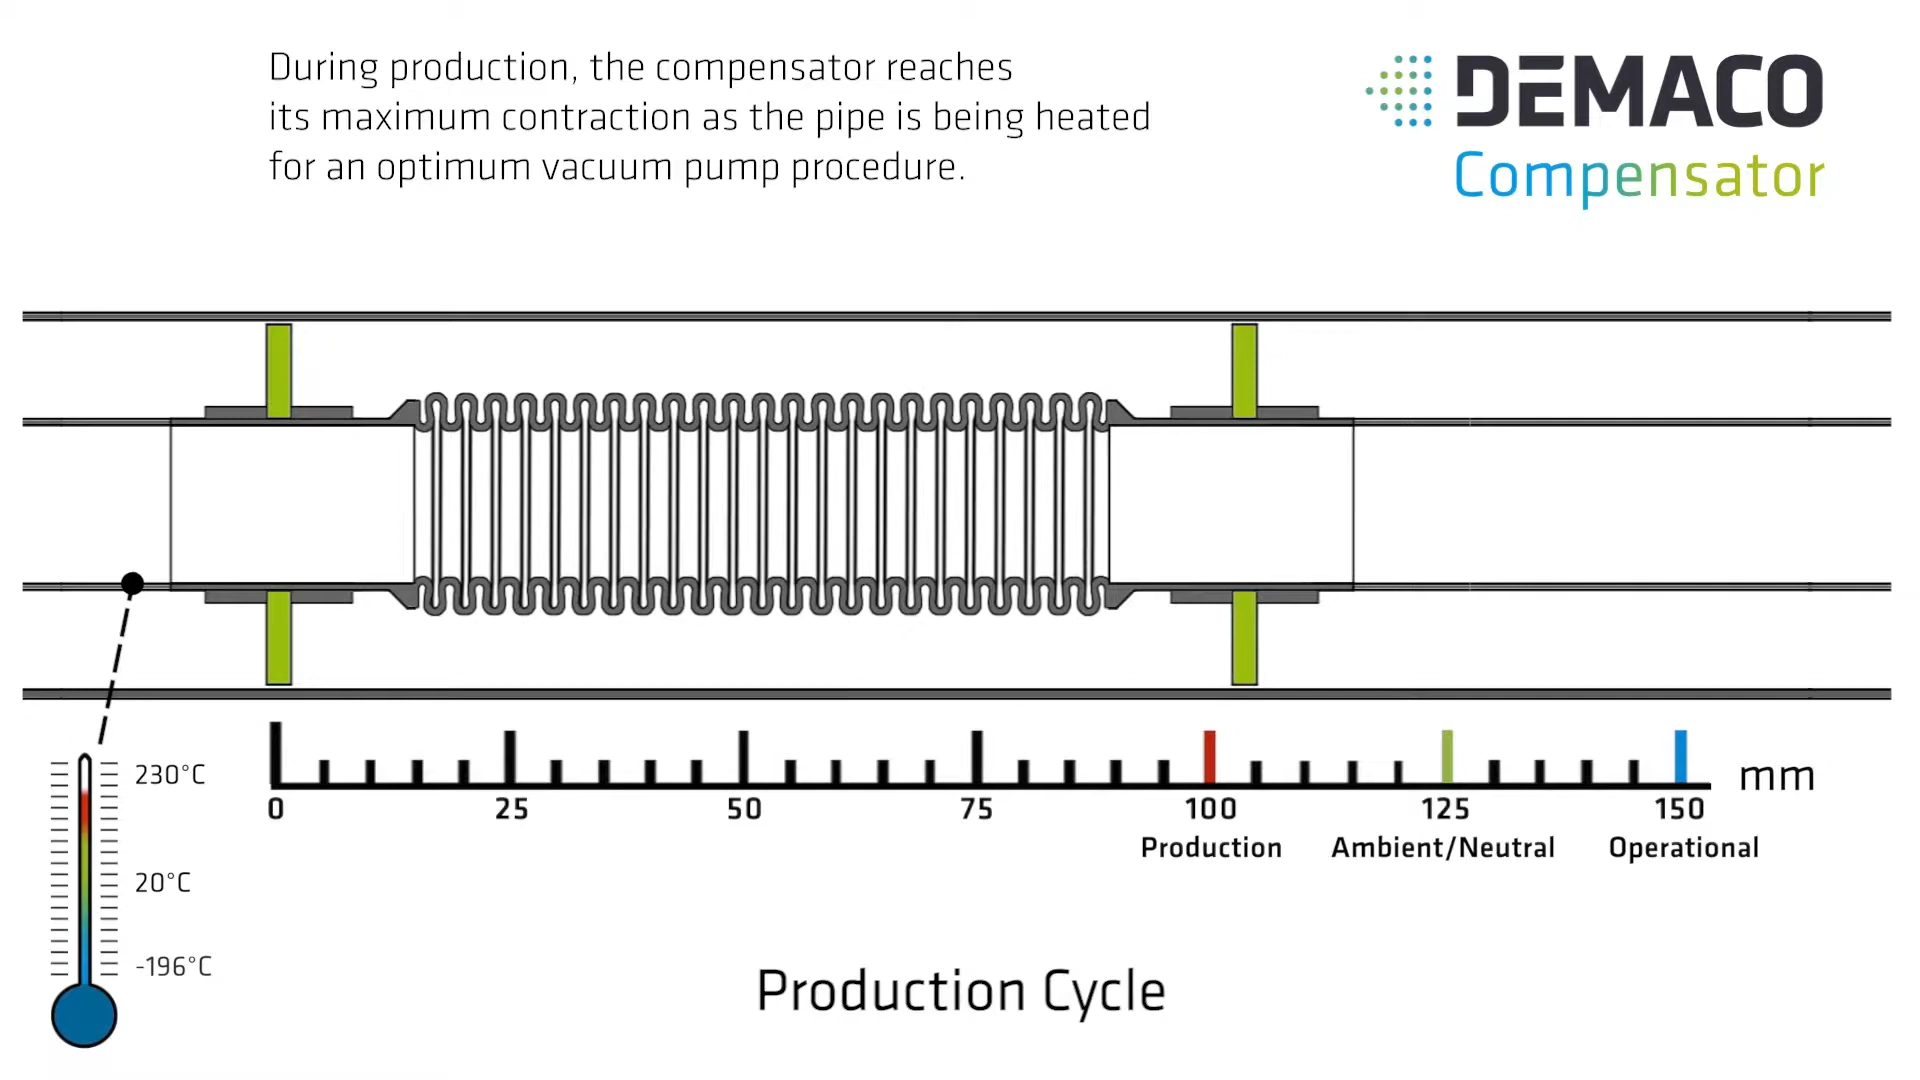 During production, the compensator reaches
its maximum contraction as the pipe is being heated
for an optimum vacuum pump procedure.
DEMACO
Compensator
230°C
20°C
-196°C
0 25 50 75 100 125 150 mm
Production Ambient/Neutral Operational
Production Cycle